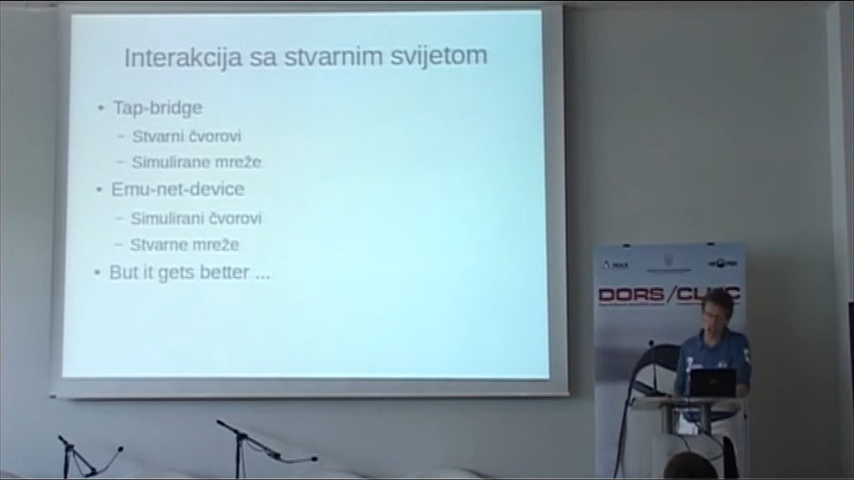 Interakcija sa stvarnim svijetom
• Tap-bridge
– Stvarni čvorovi
– Simulirane mreže
• Emu-net-device
– Simulirani čvorovi
– Stvarne mreže
• But it gets better ...
DORS/CLUC